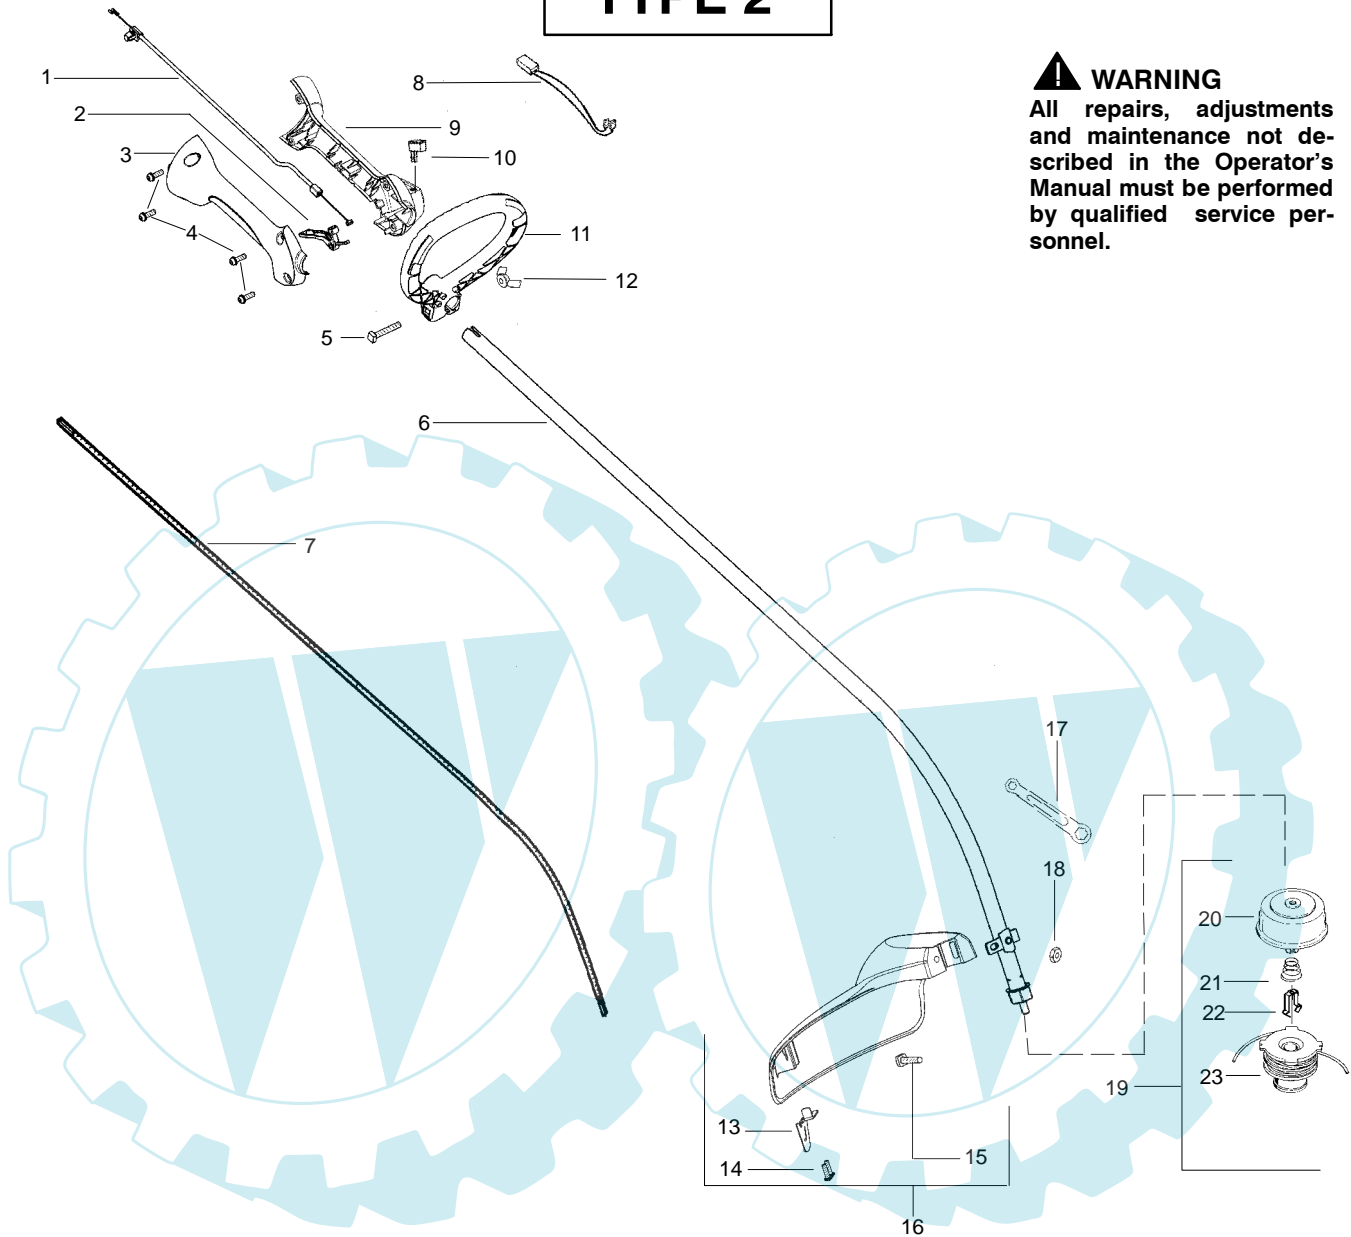 TYPE 2
WARNING
All repairs, adjustments
and maintenance not de-
scribed in the Operator's
Manual must be performed
by qualified service per-
sonnel.
1
2
3
4
5
6
7
8
9
10
11
12
13
14
15
16
17
18
19
20
21
22
23